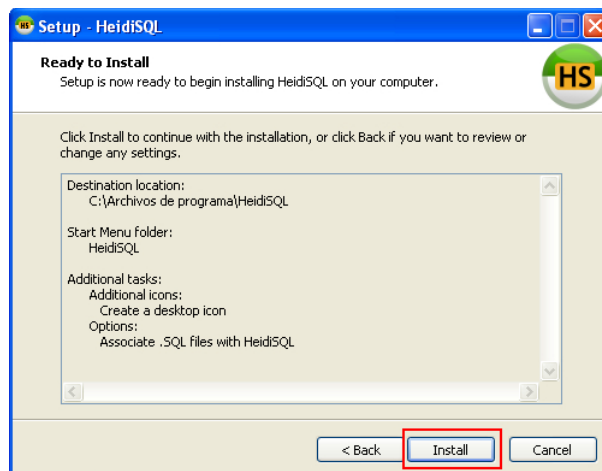 Setup - HeidiSQL
Ready to Install
Setup is now ready to begin installing HeidiSQL on your computer.
HS
Click Install to continue with the installation, or click Back if you want to review or
change any settings.
Destination location:
C:\Archivos de programa\HeidiSQL
Start Menu folder:
HeidiSQL
Additional tasks:
Additional icons:
Create a desktop icon
Options:
Associate .SQL files with HeidiSQL
< Back
Install
Cancel